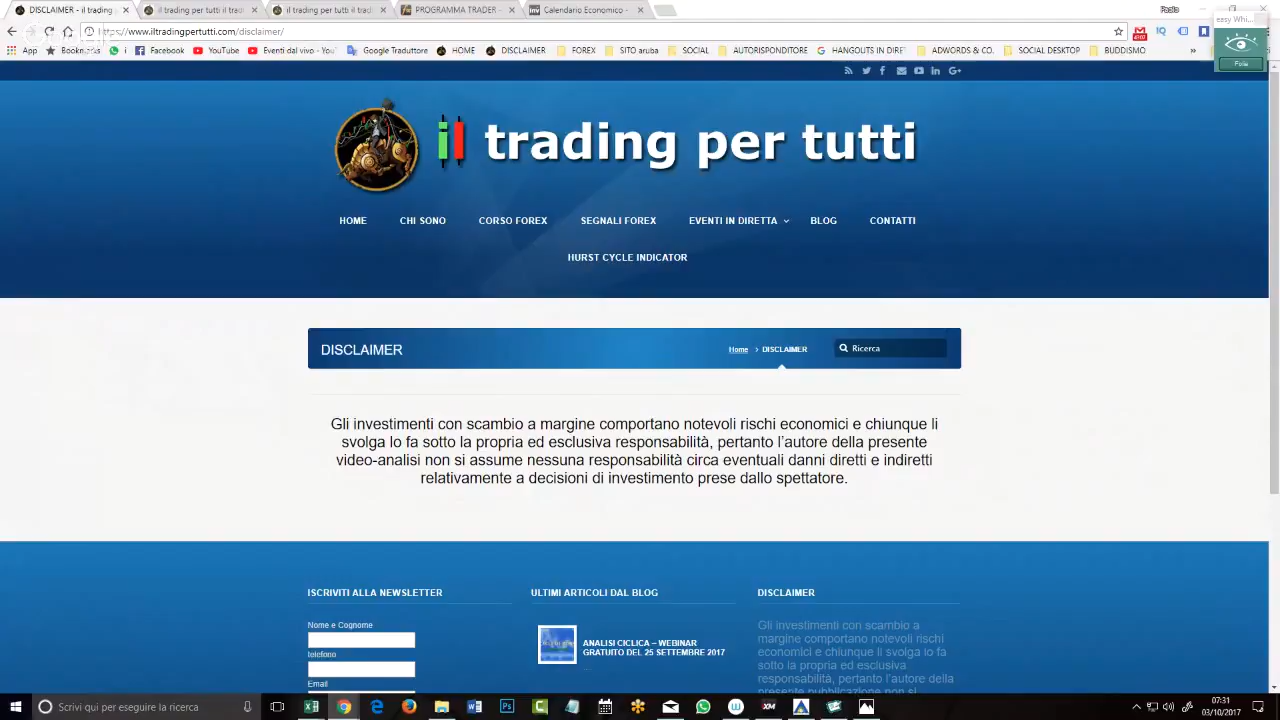 DISCLAIMER - il trading
il trading per tutti il tradi
il trading per tutti il tradi
PROGRAMMA TRADER -
Calendario Economico -
easy Whi...
https://www.iltradingpertutti.com/disclaimer/
App
Bookmarks
Facebook
YouTube
Eventi dal vivo - You
Google Traduttore
HOME
DISCLAIMER
FOREX
SITO aruba
SOCIAL
AUTORISPONDITORE
HANGOUTS IN DIRET
ADWORDS & CO.
SOCIAL DESKTOP
BUDDISMO
il trading per tutti
HOME
CHI SONO
CORSO FOREX
SEGNALI FOREX
EVENTI IN DIRETTA
BLOG
CONTATTI
HURST CYCLE INDICATOR
DISCLAIMER
Home > DISCLAIMER
Ricerca
Gli investimenti con scambio a margine comportano notevoli rischi economici e chiunque li
svolga lo fa sotto la propria ed esclusiva responsabilità, pertanto l'autore della presente
video-analisi non si assume nessuna responsabilità circa eventuali danni diretti e indiretti
relativamente a decisioni di investimento prese dallo spettatore.
ISCRIVITI ALLA NEWSLETTER
Nome e Cognome
telefono
Email
ULTIMI ARTICOLI DAL BLOG
ANALISI CICLICA – WEBINAR
GRATUITO DEL 25 SETTEMBRE 2017
...
DISCLAIMER
Gli investimenti con scambio a
margine comportano notevoli rischi
economici e chiunque li svolga lo fa
sotto la propria ed esclusiva
responsabilità, pertanto l'autore della
presente pubblicazione non si
Scrivi qui per eseguire la ricerca
07:31
03/10/2017